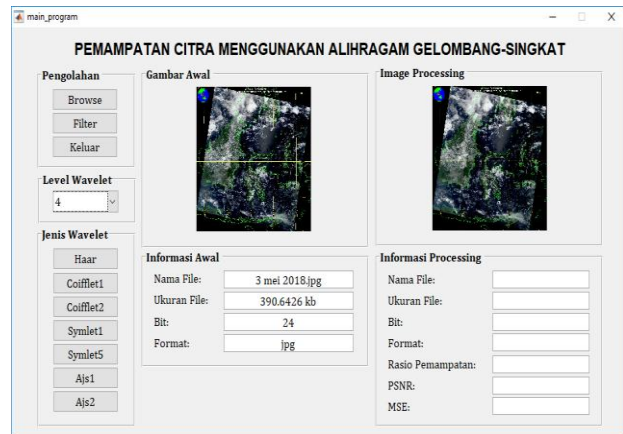 main_program
PEMAMPATAN CITRA MENGGUNAKAN ALIHRAGAM GELOMBANG-SINGKAT
Pengolahan
Browse
Filter
Keluar
Level Wavelet
4
Jenis Wavelet
Haar
Coifflet1
Coifflet2
Symlet1
Symlet5
Ajs1
Ajs2
Gambar Awal
Informasi Awal
Nama File: 3 mei 2018.jpg
Ukuran File: 390.6426 kb
Bit: 24
Format: jpg
Image Processing
Informasi Processing
Nama File:
Ukuran File:
Bit:
Format:
Rasio Pemampatan:
PSNR:
MSE: